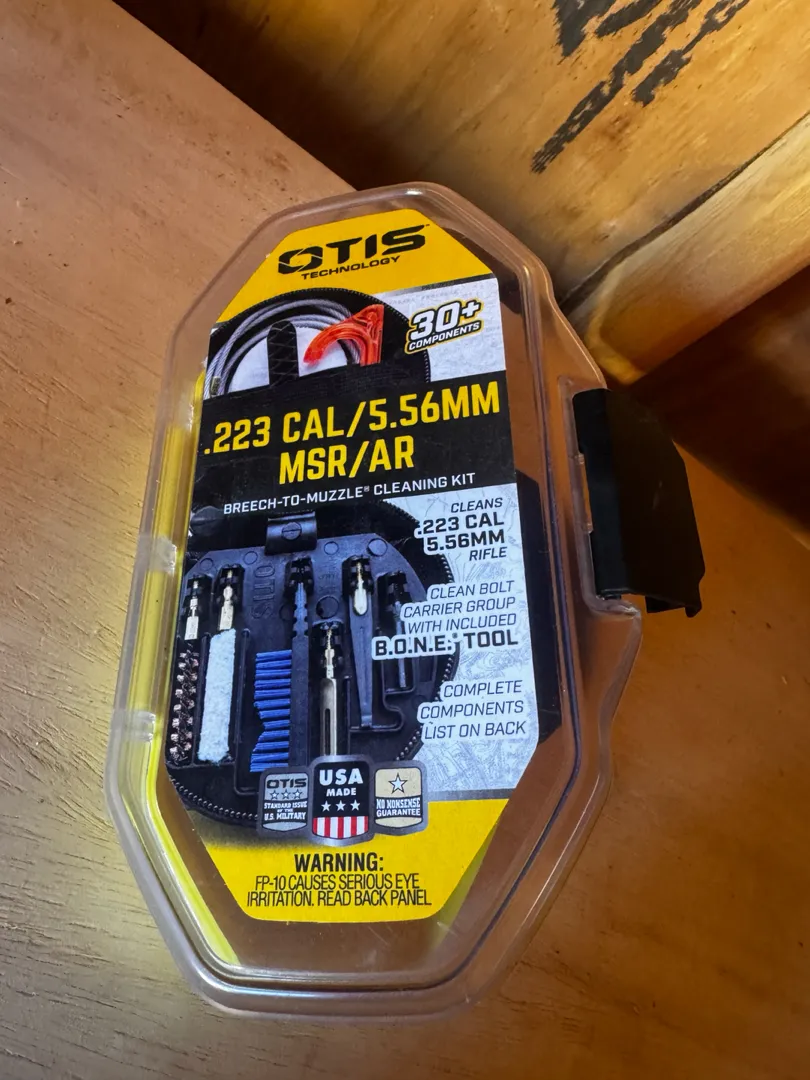 OTIS
TECHNOLOGY
30+
COMPONENTS
.223 CAL/5.56MM
MSR/AR
BREECH-TO-MUZZLE® CLEANING KIT
CLEANS
.223 CAL
5.56MM
RIFLE
OTIS
CLEAN BOLT
CARRIER GROUP
WITH INCLUDED
B.O.N.E.® TOOL
COMPLETE
COMPONENTS
LIST ON BACK
OTIS
STANDARD ISSUE
OF THE
U.S. MILITARY
USA
MADE
NO NONSENSE
GUARANTEE
WARNING:
FP-10 CAUSES SERIOUS EYE
IRRITATION. READ BACK PANEL